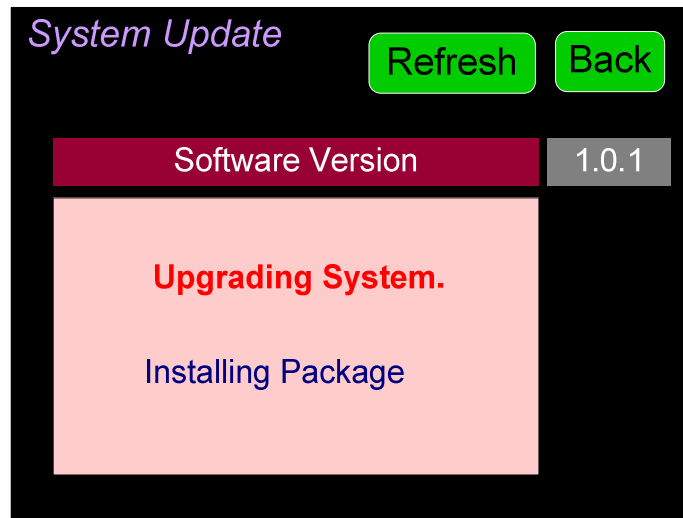 System Update
Refresh
Back
Software Version
1.0.1
Upgrading System.
Installing Package